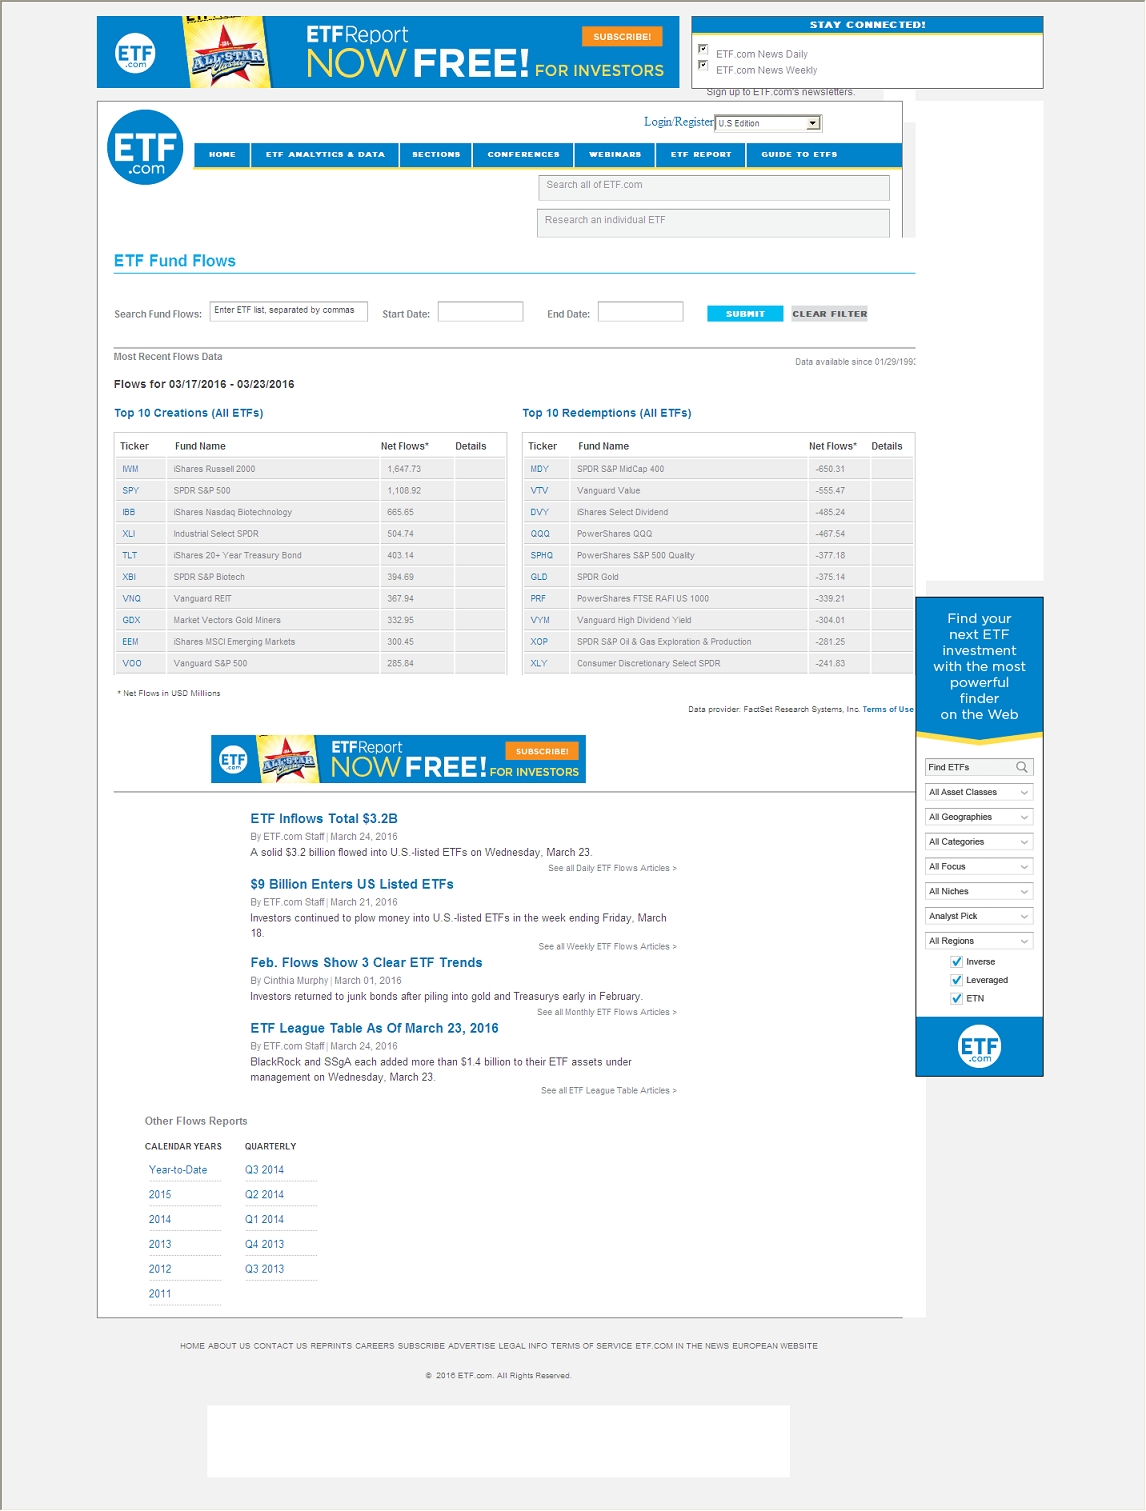 ETF .com
ALL★STAR Classic
ETFReport
NOW FREE! FOR INVESTORS
SUBSCRIBE!
STAY CONNECTED!
ETF.com News Daily
ETF.com News Weekly
Sign up to ETF.com's newsletters.
ETF .com
Login/Register
U.S Edition
HOME
ETF ANALYTICS & DATA
SECTIONS
CONFERENCES
WEBINARS
ETF REPORT
GUIDE TO ETFS
Search all of ETF.com
Research an individual ETF
ETF Fund Flows
Search Fund Flows: Enter ETF list, separated by commas Start Date: End Date: SUBMIT CLEAR FILTER
Most Recent Flows Data
Data available since 01/29/1993
Flows for 03/17/2016 - 03/23/2016
Top 10 Creations (All ETFs)
Ticker Fund Name Net Flows* Details
IWM iShares Russell 2000 1,647.73
SPY SPDR S&P 500 1,108.92
IBB iShares Nasdaq Biotechnology 665.65
XLI Industrial Select SPDR 504.74
TLT iShares 20+ Year Treasury Bond 403.14
XBI SPDR S&P Biotech 394.69
VNQ Vanguard REIT 367.94
GDX Market Vectors Gold Miners 332.95
EEM iShares MSCI Emerging Markets 300.45
VOO Vanguard S&P 500 285.84
Top 10 Redemptions (All ETFs)
Ticker Fund Name Net Flows* Details
MDY SPDR S&P MidCap 400 -650.31
VTV Vanguard Value -555.47
DVY iShares Select Dividend -485.24
QQQ PowerShares QQQ -467.54
SPHQ PowerShares S&P 500 Quality -377.18
GLD SPDR Gold -375.14
PRF PowerShares FTSE RAFI US 1000 -339.21
VYM Vanguard High Dividend Yield -304.01
XOP SPDR S&P Oil & Gas Exploration & Production -281.25
XLY Consumer Discretionary Select SPDR -241.83
* Net Flows in USD Millions
Data provider: FactSet Research Systems, Inc. Terms of Use
ETF .com
ALL★STAR
ETFReport
NOW FREE! FOR INVESTORS
SUBSCRIBE!
ETF Inflows Total $3.2B
By ETF.com Staff | March 24, 2016
A solid $3.2 billion flowed into U.S.-listed ETFs on Wednesday, March 23.
See all Daily ETF Flows Articles >
$9 Billion Enters US Listed ETFs
By ETF.com Staff | March 21, 2016
Investors continued to plow money into U.S.-listed ETFs in the week ending Friday, March
18.
See all Weekly ETF Flows Articles >
Feb. Flows Show 3 Clear ETF Trends
By Cinthia Murphy | March 01, 2016
Investors returned to junk bonds after piling into gold and Treasurys early in February.
See all Monthly ETF Flows Articles >
ETF League Table As Of March 23, 2016
By ETF.com Staff | March 24, 2016
BlackRock and SSgA each added more than $1.4 billion to their ETF assets under
management on Wednesday, March 23.
See all ETF League Table Articles >
Find your
next ETF
investment
with the most
powerful
finder
on the Web
Find ETFs
All Asset Classes
All Geographies
All Categories
All Focus
All Niches
Analyst Pick
All Regions
Inverse
Leveraged
ETN
ETF .com
Other Flows Reports
CALENDAR YEARS QUARTERLY
Year-to-Date Q3 2014
2015 Q2 2014
2014 Q1 2014
2013 Q4 2013
2012 Q3 2013
2011
HOME ABOUT US CONTACT US REPRINTS CAREERS SUBSCRIBE ADVERTISE LEGAL INFO TERMS OF SERVICE ETF.COM IN THE NEWS EUROPEAN WEBSITE
© 2016 ETF.com. All Rights Reserved.